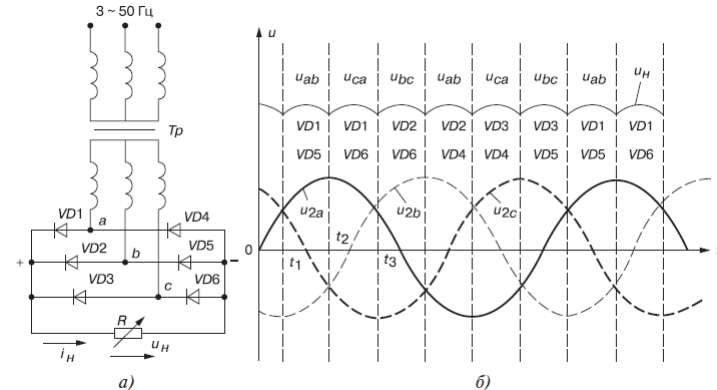 3 ~ 50 Гц
Тр
VD1
a
VD4
VD2
b
VD5
+
–
VD3
c
VD6
R
iн
uн
а)
u
uab
uca
ubc
uab
uca
ubc
uab
uн
uн
VD1
VD1
VD2
VD2
VD3
VD3
VD1
VD1
VD5
VD6
VD6
VD4
VD4
VD5
VD5
VD6
u2a
u2b
u2c
0
t1
t2
t3
б)